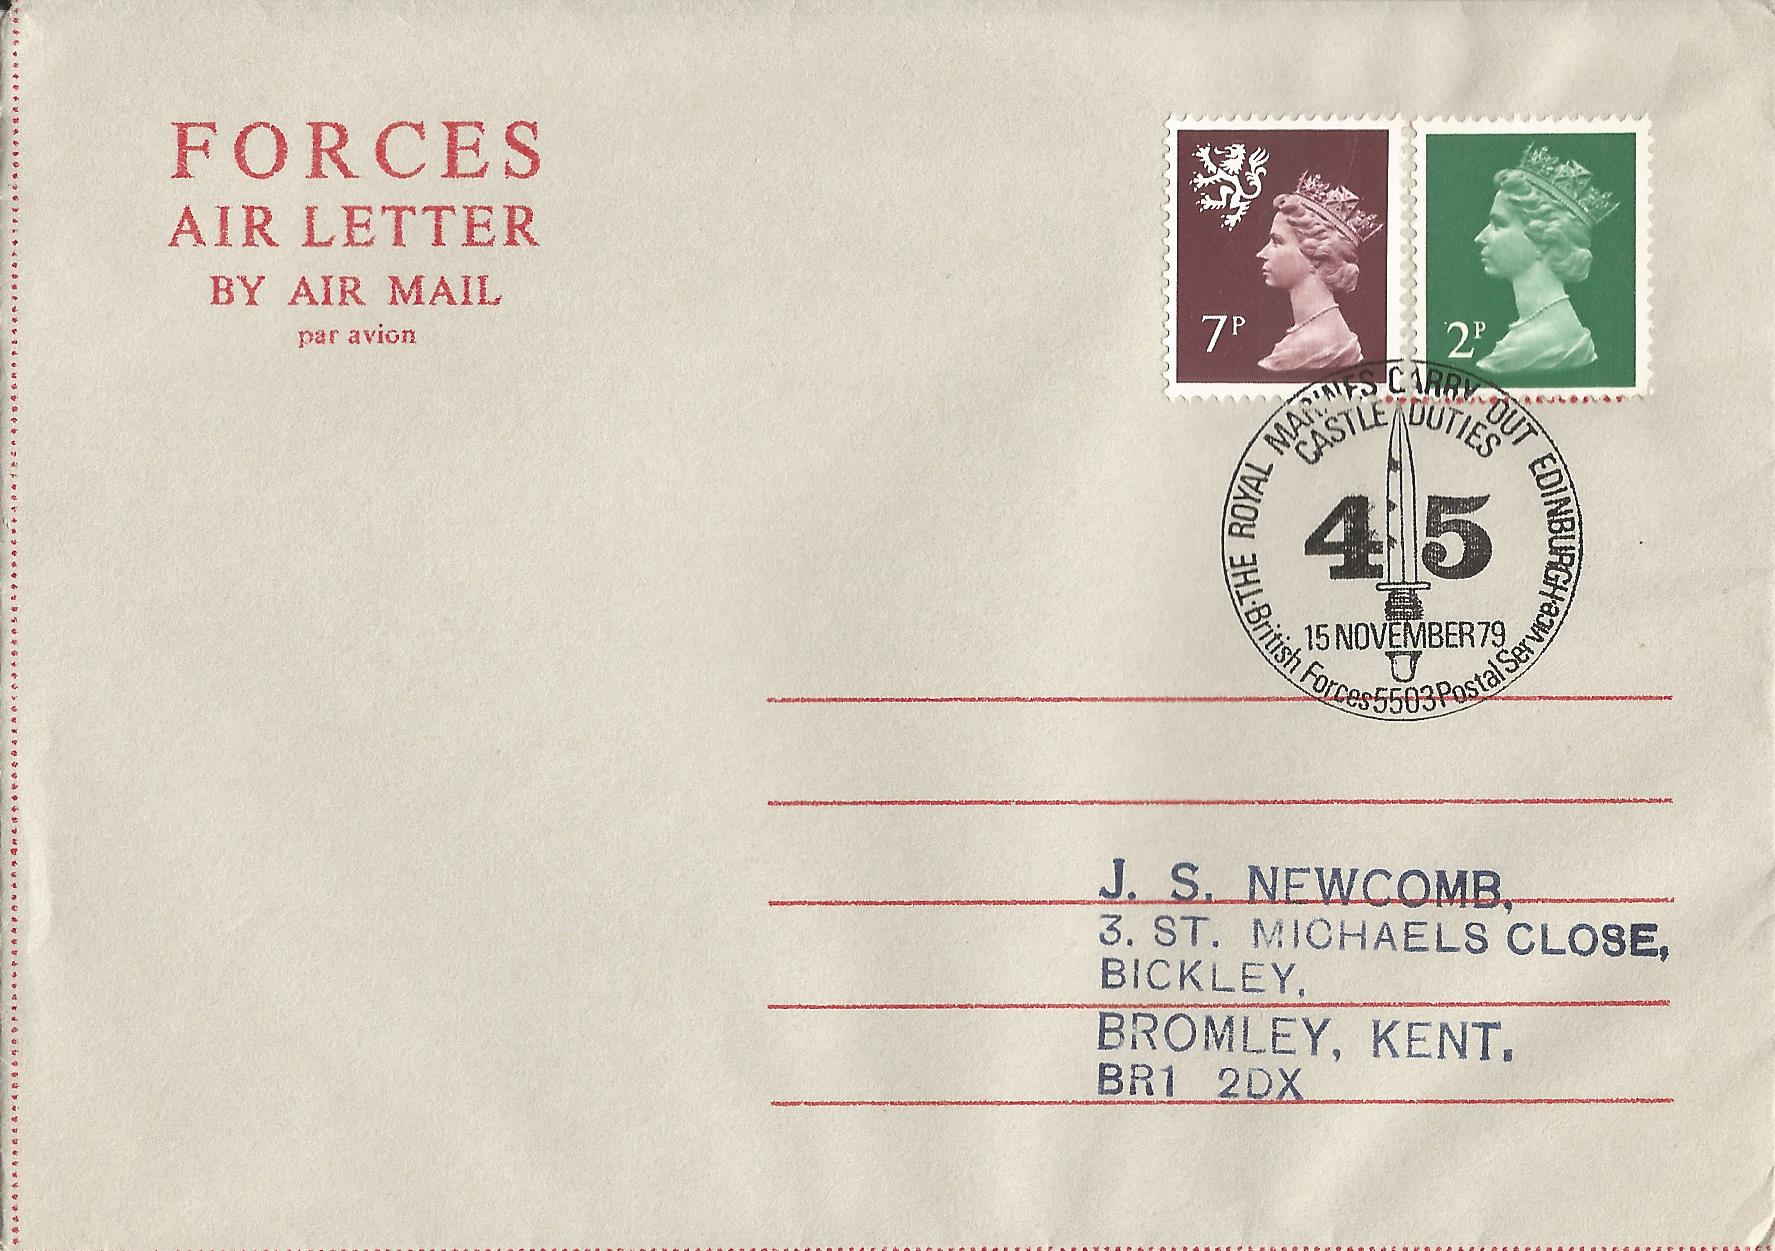 FORCES
AIR LETTER
BY AIR MAIL
par avion
7P
2P
THE ROYAL MARINES CARRY OUT EDINBURGH
CASTLE DUTIES
45
15 NOVEMBER 79
British Forces 5503 Postal Service
J. S. NEWCOMB,
3. ST. MICHAELS CLOSE,
BICKLEY,
BROMLEY, KENT.
BR1 2DX